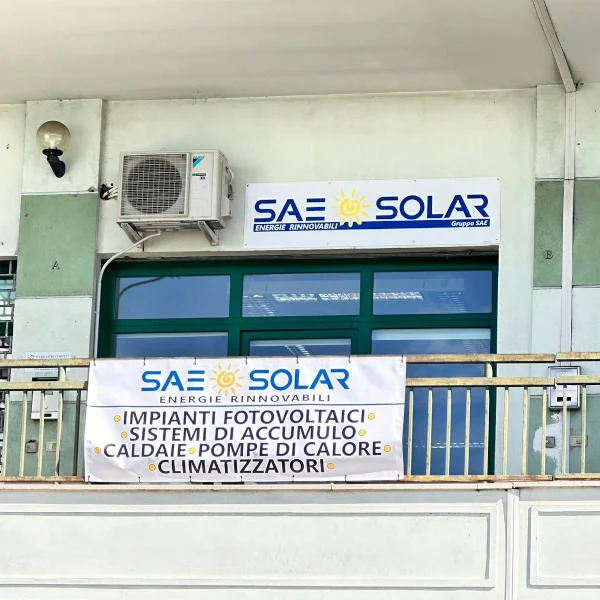 SAE SOLAR
ENERGIE RINNOVABILI
Gruppo SAE
A
B
SAE SOLAR
ENERGIE RINNOVABILI
IMPIANTI FOTOVOLTAICI
SISTEMI DI ACCUMULO
CALDAIE POMPE DI CALORE
CLIMATIZZATORI